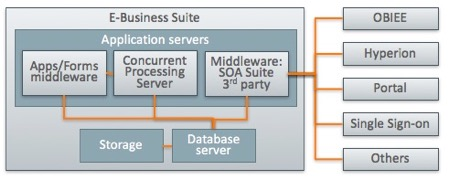 E-Business Suite
Application servers
Apps/Forms
middleware
Concurrent
Processing
Server
Middleware:
SOA Suite
3rd party
Storage
Database
server
OBIEE
Hyperion
Portal
Single Sign-on
Others